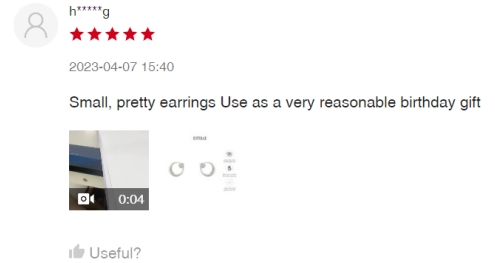 h*****g
2023-04-07 15:40
Small, pretty earrings Use as a very reasonable birthday gift
0:04
Useful?